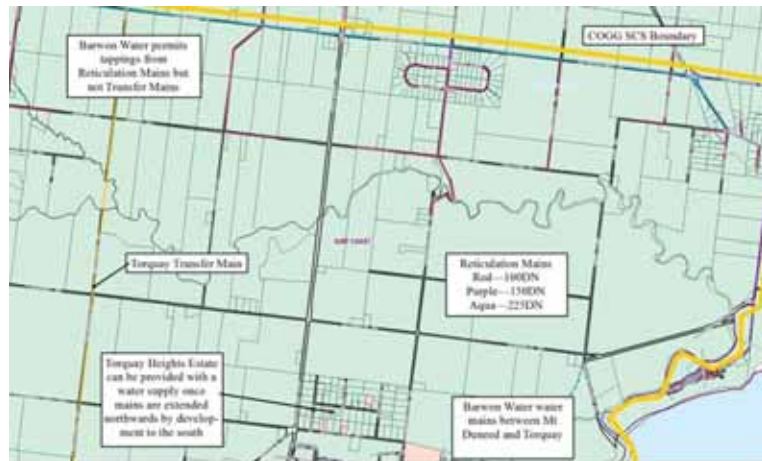 Barwon Water permits
tappings from
Reticulation Mains but
not Transfer Mains
COGG SCS Boundary
SURF COAST
Torquay Transfer Main
Reticulation Mains
Red—100DN
Purple—150DN
Aqua—225DN
Torquay Heights Estate
can be provided with a
water supply once
mains are extended
northwards by develop-
ment to the south
Barwon Water water
mains between Mt
Duneed and Torquay